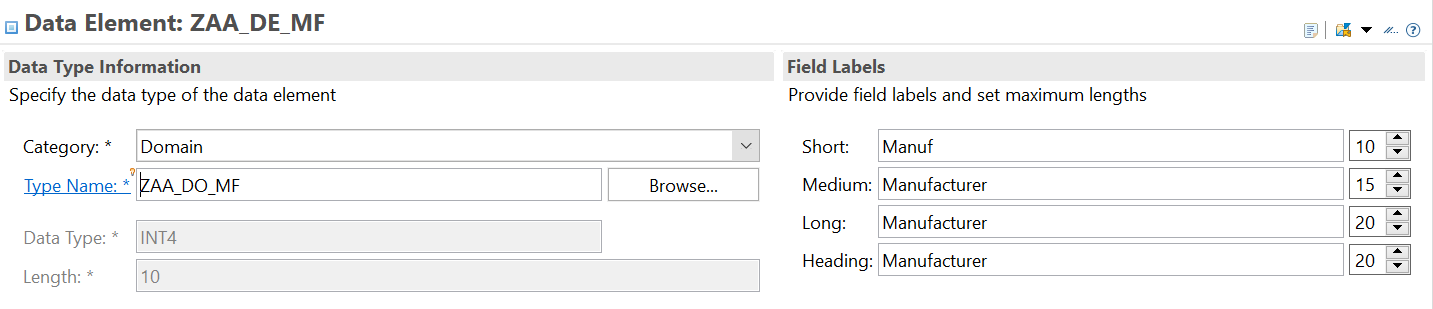 Data Element: ZAA_DE_MF
Data Type Information
Specify the data type of the data element
Category: * Domain
Type Name: * ZAA_DO_MF Browse...
Data Type: * INT4
Length: * 10
Field Labels
Provide field labels and set maximum lengths
Short: Manuf 10
Medium: Manufacturer 15
Long: Manufacturer 20
Heading: Manufacturer 20